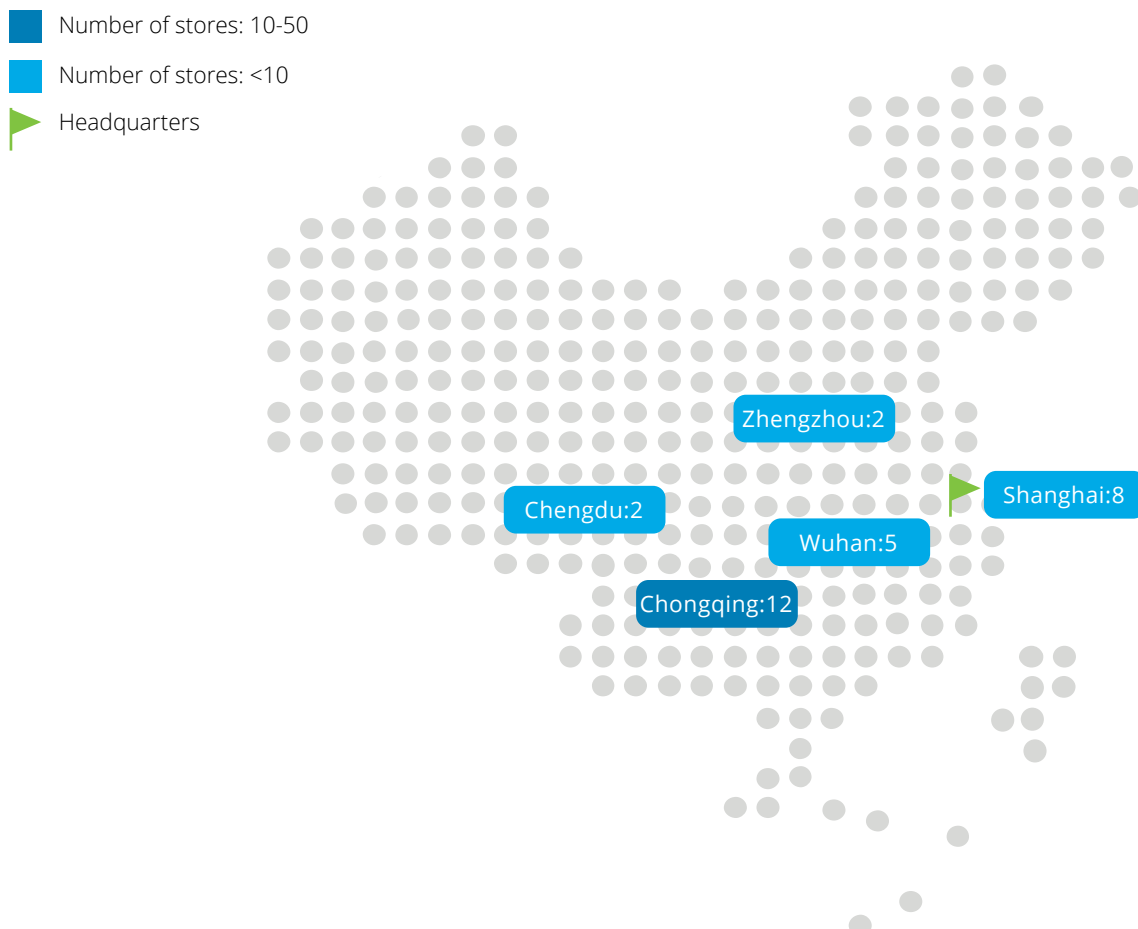 Number of stores: 10-50
Number of stores: <10
Headquarters
Zhengzhou:2
Shanghai:8
Chengdu:2
Wuhan:5
Chongqing:12